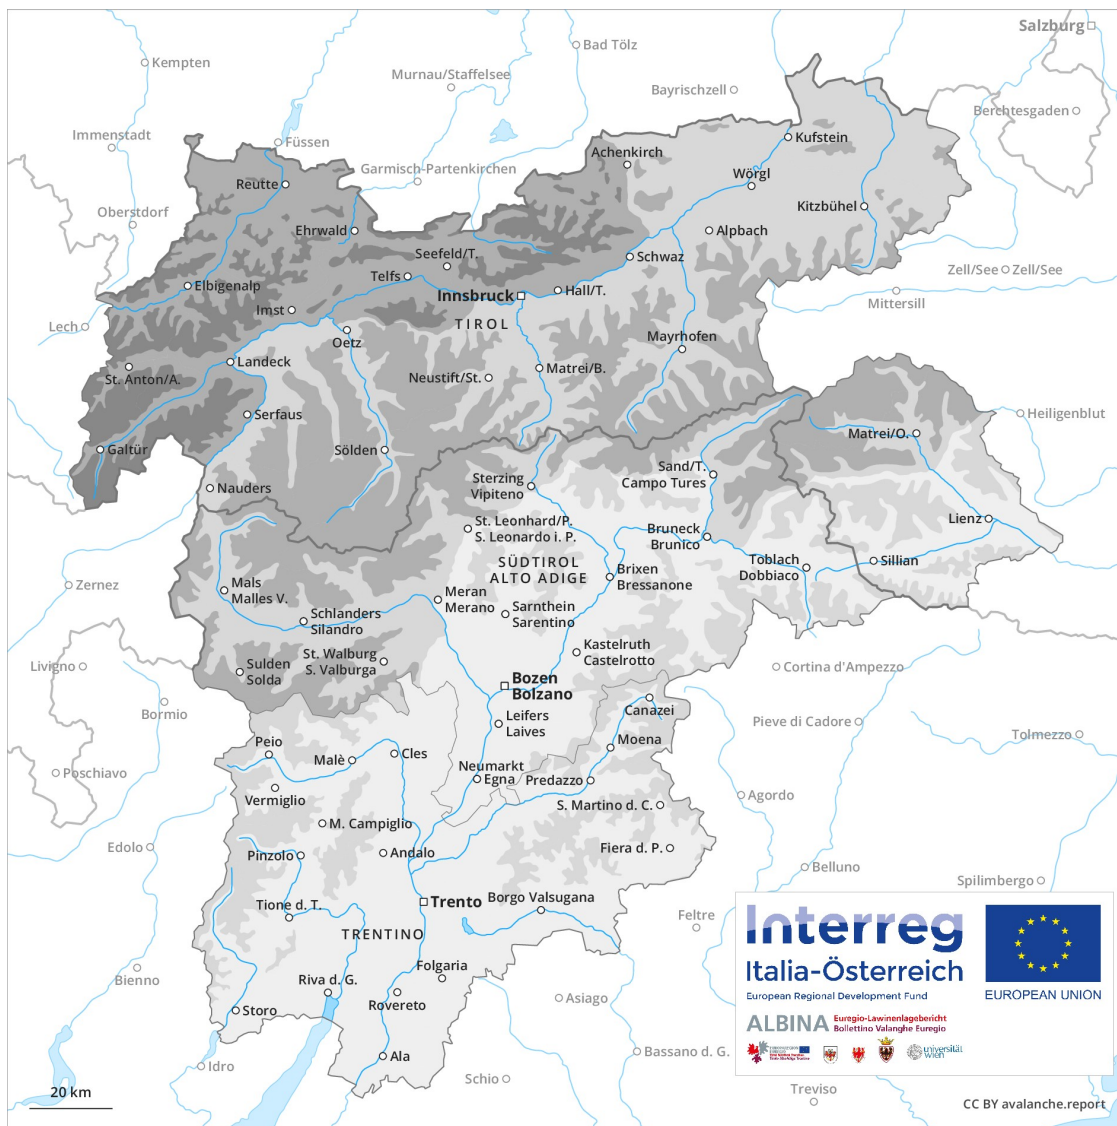 Salzburg
Bad Tölz
Kempten
Murnau/Staffelsee
Bayrischzell
Berchtesgaden
Immenstadt
Füssen
Kufstein
Achenkirch
Garmisch-Partenkirchen
Wörgl
Reutte
Kitzbühel
Oberstdorf
Ehrwald
Alpbach
Seefeld/T.
Schwaz
Telfs
Zell/See
Zell/See
Elbigenalp
Innsbruck
Hall/T.
Mittersill
Imst
TIROL
Lech
Oetz
Mayrhofen
Landeck
Matrei/B.
St. Anton/A.
Neustift/St.
Serfaus
Heiligenblut
Matrei/O.
Galtür
Sölden
Sterzing
Vipiteno
Sand/T.
Campo Tures
Nauders
St. Leonhard/P.
S. Leonardo i. P.
Lienz
Bruneck
Brunico
SÜDTIROL
ALTO ADIGE
Toblach
Dobbiaco
Sillian
Brixen
Bressanone
Zernez
Mals
Malles V.
Meran
Merano
Sarnthein
Sarentino
Schlanders
Silandro
Kastelruth
Castelrotto
St. Walburg
S. Valburga
Livigno
Sulden
Solda
Cortina d'Ampezzo
Bozen
Bolzano
Bormio
Canazei
Leifers
Laives
Pieve di Cadore
Tolmezzo
Moena
Peio
Cles
Malè
Poschiavo
Neumarkt
Egna
Predazzo
Vermiglio
Agordo
S. Martino d. C.
M. Campiglio
Edolo
Pinzolo
Andalo
Fiera d. P.
Belluno
Spilimbergo
Trento
Borgo Valsugana
Tione d. T.
Feltre
TRENTINO
Interreg
Italia-Österreich
European Regional Development Fund
EUROPEAN UNION
Folgaria
Bienno
Riva d. G.
Rovereto
Asiago
Storo
ALBINA
Euregio-Lawinenlagebericht
Bollettino Valanghe Euregio
universität
wien
Ala
Bassano d. G.
Idro
Schio
Treviso
20 km
CC BY avalanche.report